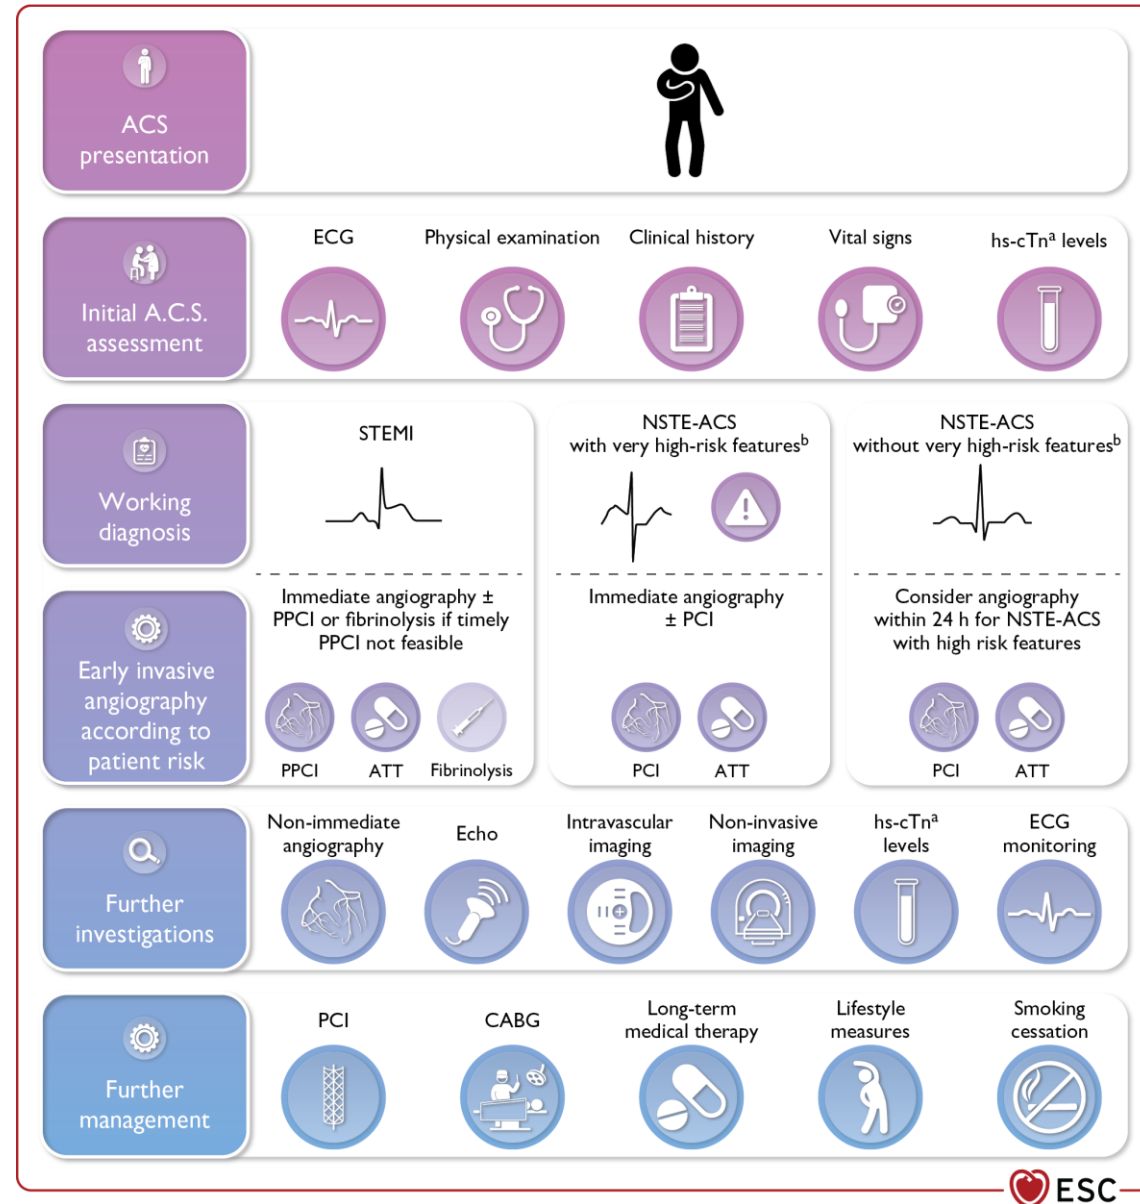 ACS
presentation
Initial A.C.S.
assessment
ECG
Physical examination
Clinical history
Vital signs
hs-cTnᵃ levels
Working
diagnosis
STEMI
NSTE-ACS
with very high-risk featuresᵇ
NSTE-ACS
without very high-risk featuresᵇ
Early invasive
angiography
according to
patient risk
Immediate angiography ±
PPCI or fibrinolysis if timely
PPCI not feasible
PPCI
ATT
Fibrinolysis
Immediate angiography
± PCI
PCI
ATT
Consider angiography
within 24 h for NSTE-ACS
with high risk features
PCI
ATT
Further
investigations
Non-immediate
angiography
Echo
Intravascular
imaging
Non-invasive
imaging
hs-cTnᵃ
levels
ECG
monitoring
Further
management
PCI
CABG
Long-term
medical therapy
Lifestyle
measures
Smoking
cessation
ESC